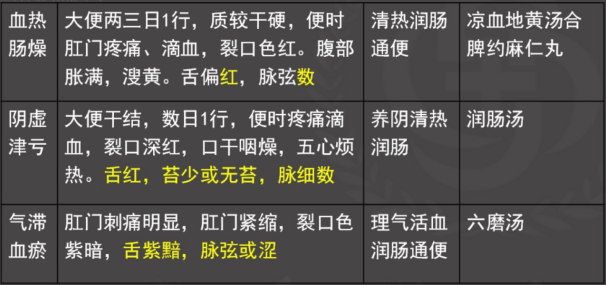 血热肠燥
大便两三日1行，质较干硬，便时
肛门疼痛、滴血，裂口色红。腹部
胀满，溲黄。舌偏红，脉弦数
清热润肠
通便
凉血地黄汤合
脾约麻仁丸
阴虚
津亏
大便干结，数日1行，便时疼痛滴
血，裂口深红，口干咽燥，五心烦
热。舌红，苔少或无苔，脉细数
养阴清热
润肠
润肠汤
气滞
血瘀
肛门刺痛明显，肛门紧缩，裂口色
紫暗，舌紫黯，脉弦或涩
理气活血
润肠通便
六磨汤